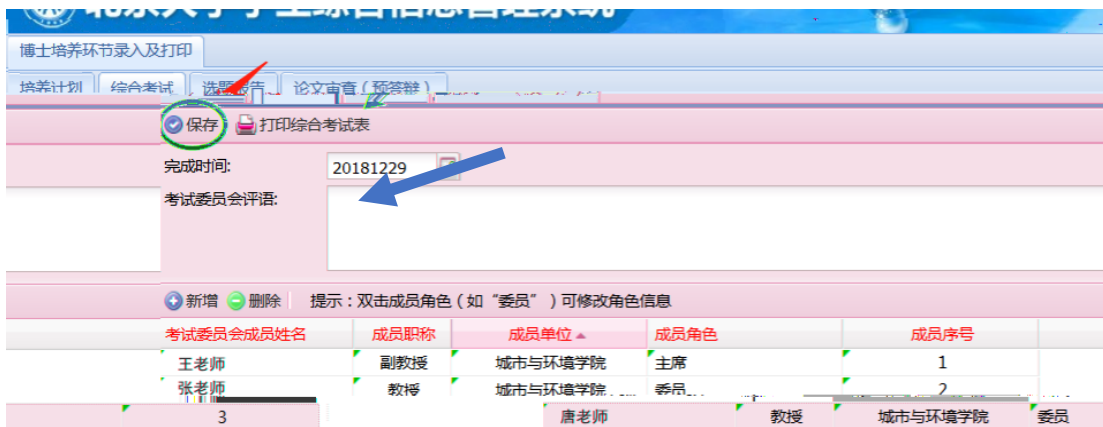 博士培养环节录入及打印
培养计划 综合考试 选题报告 论文审查（预答辩）
保存 打印综合考试表
完成时间: 20181229
考试委员会评语:
新增 删除 提示：双击成员角色（如“委员”）可修改角色信息
考试委员会成员姓名 成员职称 成员单位 成员角色 成员序号
王老师 副教授 城市与环境学院 主席 1
张老师 教授 城市与环境学院 委员 2
3 唐老师 教授 城市与环境学院 委员